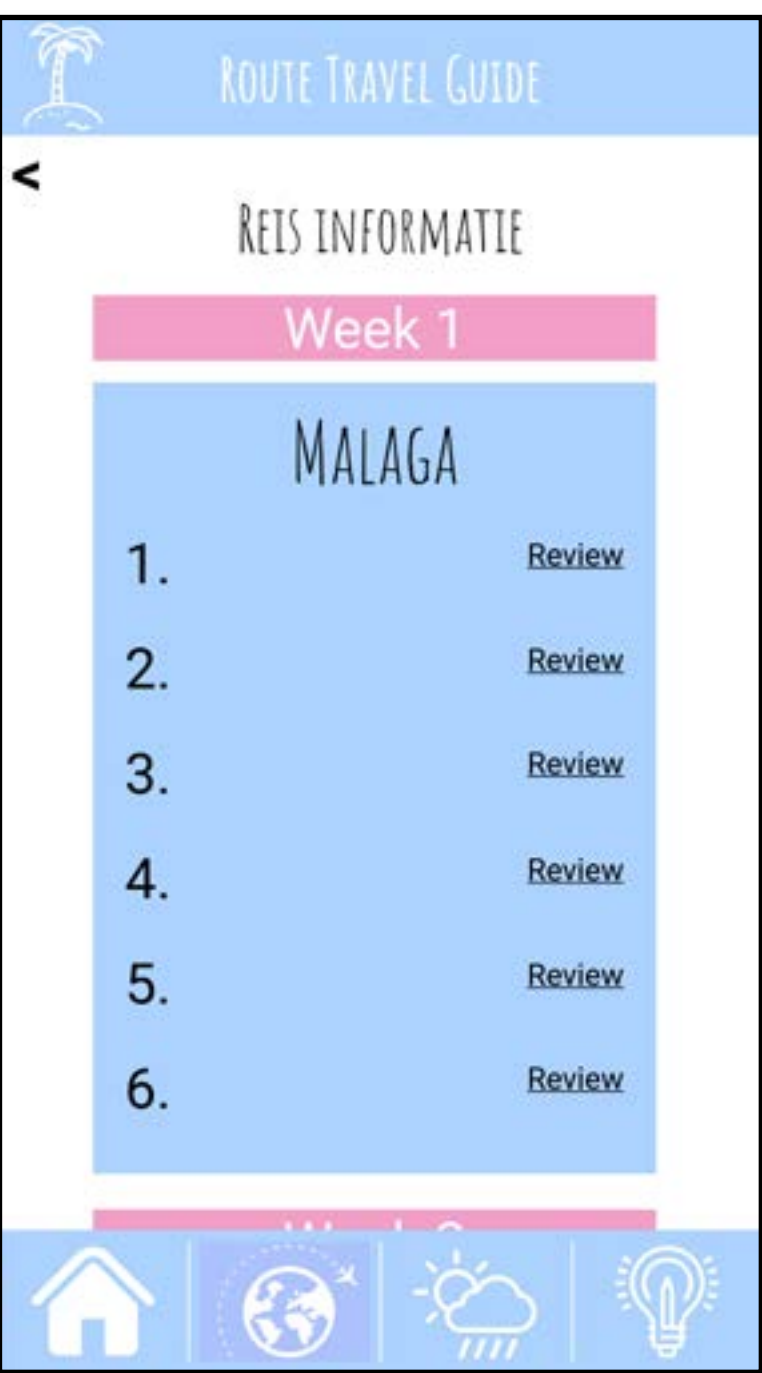 Route Travel Guide
<
Reis informatie
Week 1
Malaga
1. Review
2. Review
3. Review
4. Review
5. Review
6. Review